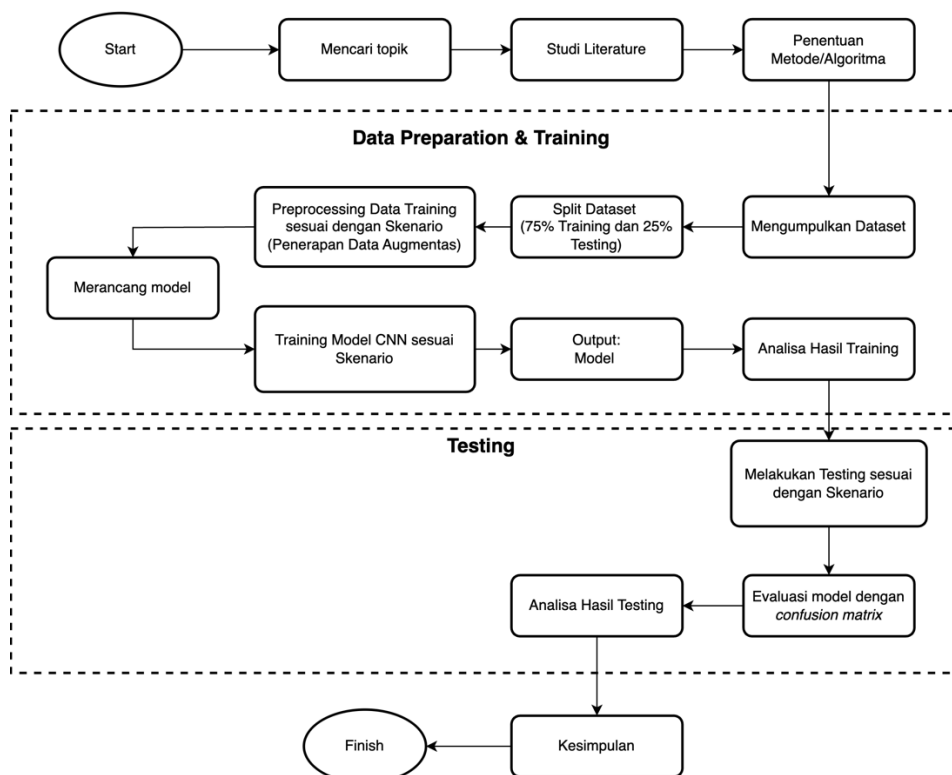 Start
Mencari topik
Studi Literature
Penentuan
Metode/Algoritma
Data Preparation & Training
Mengumpulkan Dataset
Split Dataset
(75% Training dan 25%
Testing)
Preprocessing Data Training
sesuai dengan Skenario
(Penerapan Data Augmentas)
Merancang model
Training Model CNN sesuai
Skenario
Output:
Model
Analisa Hasil Training
Testing
Melakukan Testing sesuai
dengan Skenario
Evaluasi model dengan
confusion matrix
Analisa Hasil Testing
Kesimpulan
Finish